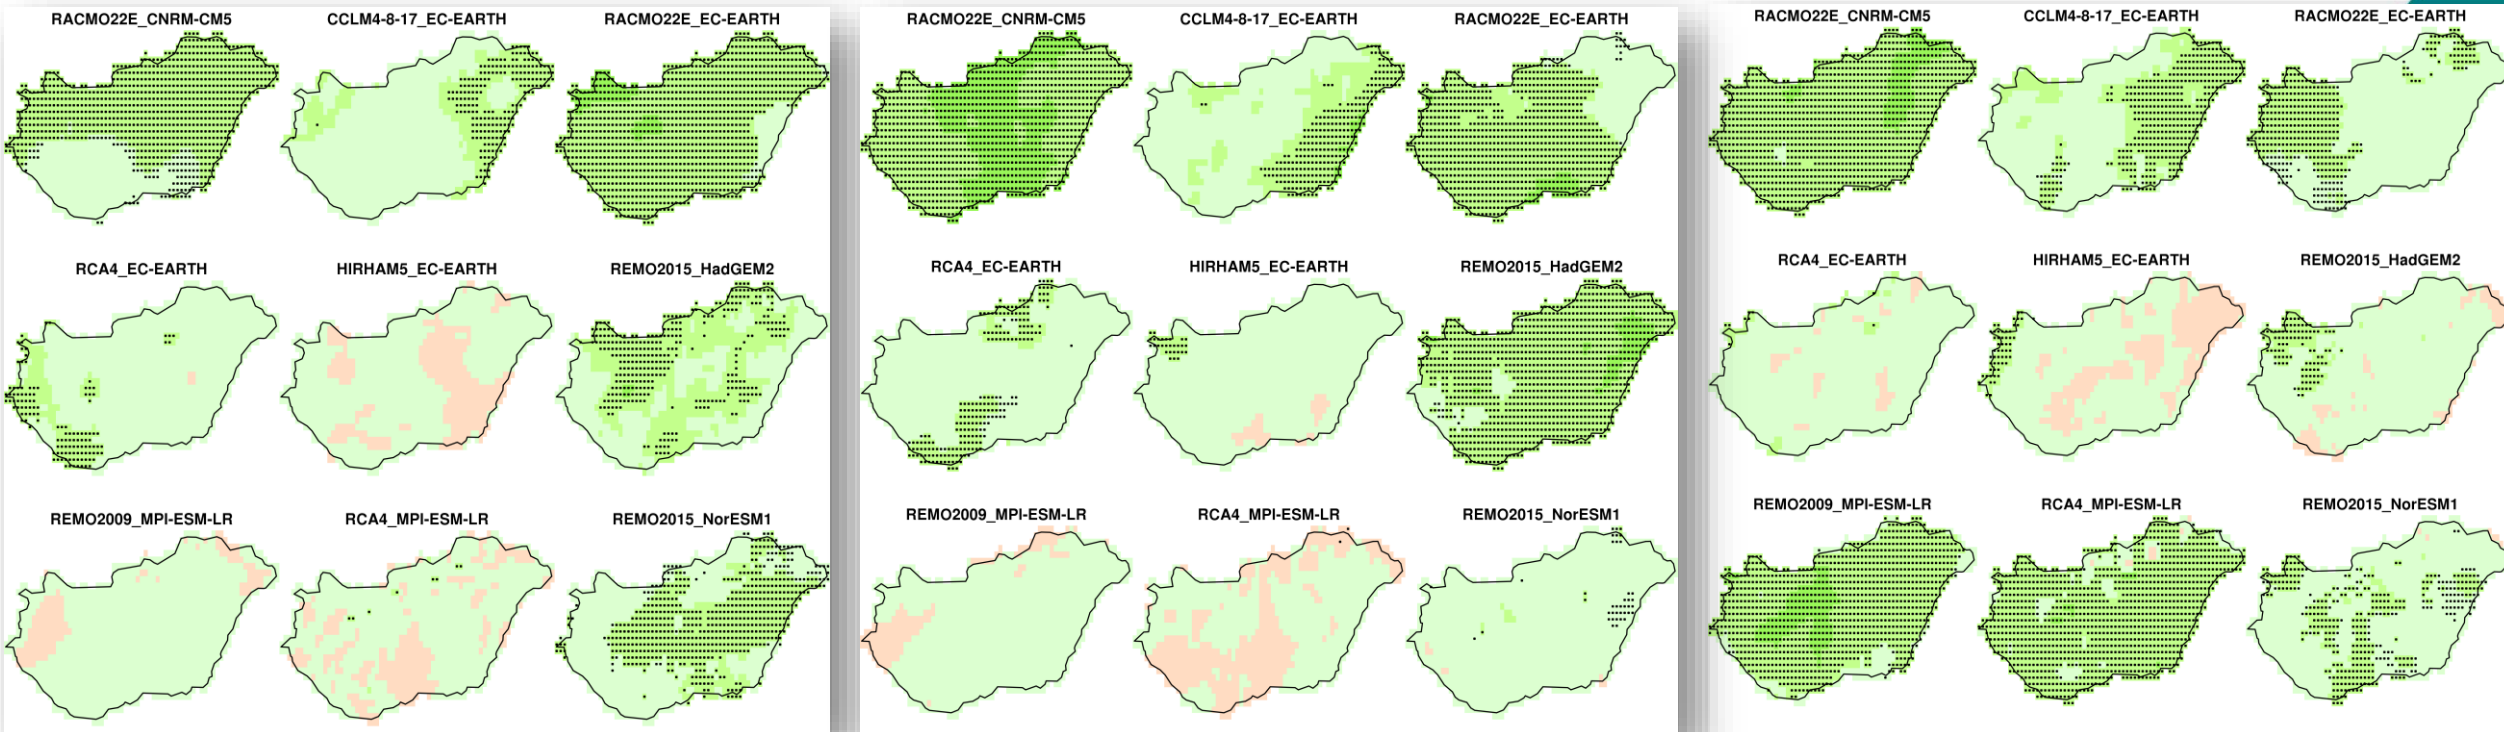 RACMO22E_CNRM-CM5
CCLM4-8-17_EC-EARTH
RACMO22E_EC-EARTH
RCA4_EC-EARTH
HIRHAM5_EC-EARTH
REMO2015_HadGEM2
REMO2009_MPI-ESM-LR
RCA4_MPI-ESM-LR
REMO2015_NorESM1
RACMO22E_CNRM-CM5
CCLM4-8-17_EC-EARTH
RACMO22E_EC-EARTH
RCA4_EC-EARTH
HIRHAM5_EC-EARTH
REMO2015_HadGEM2
REMO2009_MPI-ESM-LR
RCA4_MPI-ESM-LR
REMO2015_NorESM1
RACMO22E_CNRM-CM5
CCLM4-8-17_EC-EARTH
RACMO22E_EC-EARTH
RCA4_EC-EARTH
HIRHAM5_EC-EARTH
REMO2015_HadGEM2
REMO2009_MPI-ESM-LR
RCA4_MPI-ESM-LR
REMO2015_NorESM1